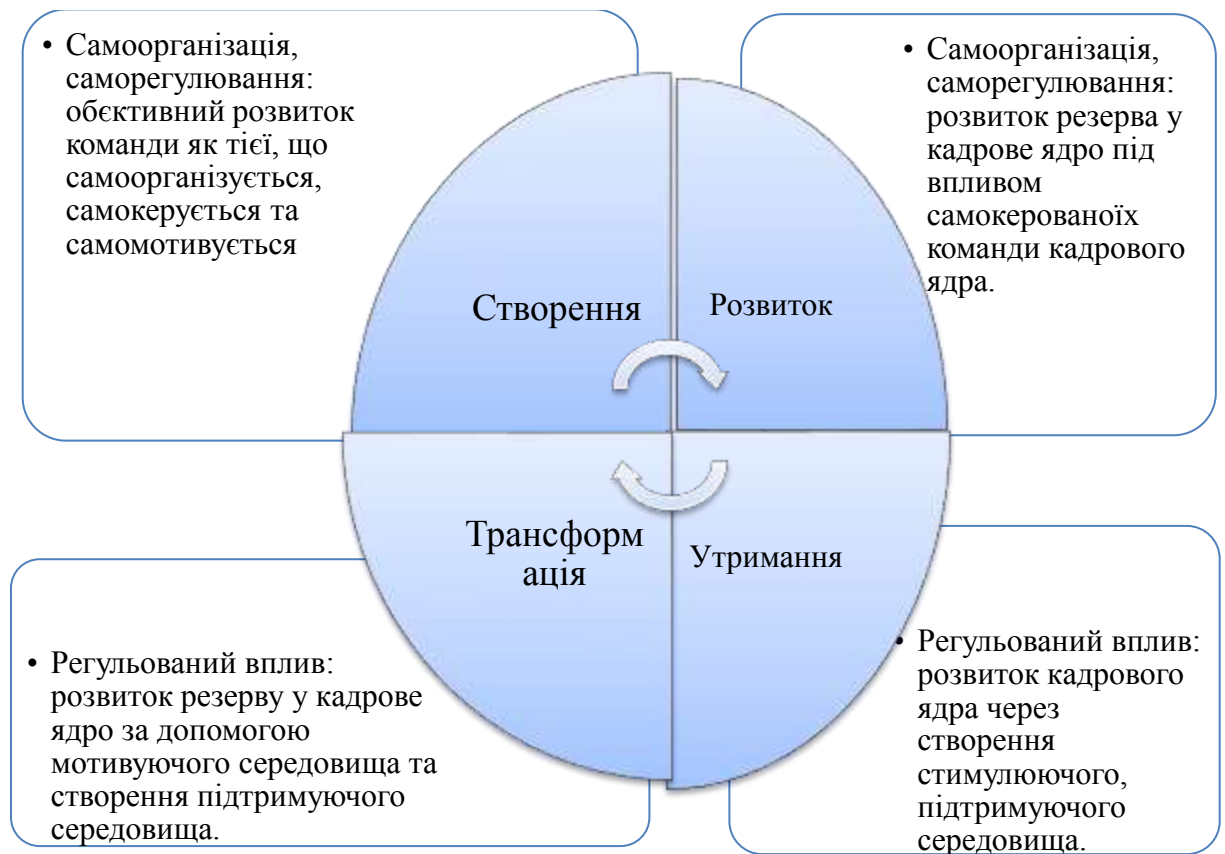 • Самоорганізація,
саморегулювання:
обєктивний розвиток
команди як тієї, що
самоорганізується,
самокерується та
самомотивується
• Самоорганізація,
саморегулювання:
розвиток резерва у
кадрове ядро під
впливом
самокерованоїх
команди кадрового
ядра.
Створення
Розвиток
Трансформ
ація
Утримання
• Регульований вплив:
розвиток резерву у кадрове
ядро за допомогою
мотивуючого середовища та
створення підтримуючого
середовища.
• Регульований вплив:
розвиток кадрового
ядра через
створення
стимулюючого,
підтримуючого
середовища.